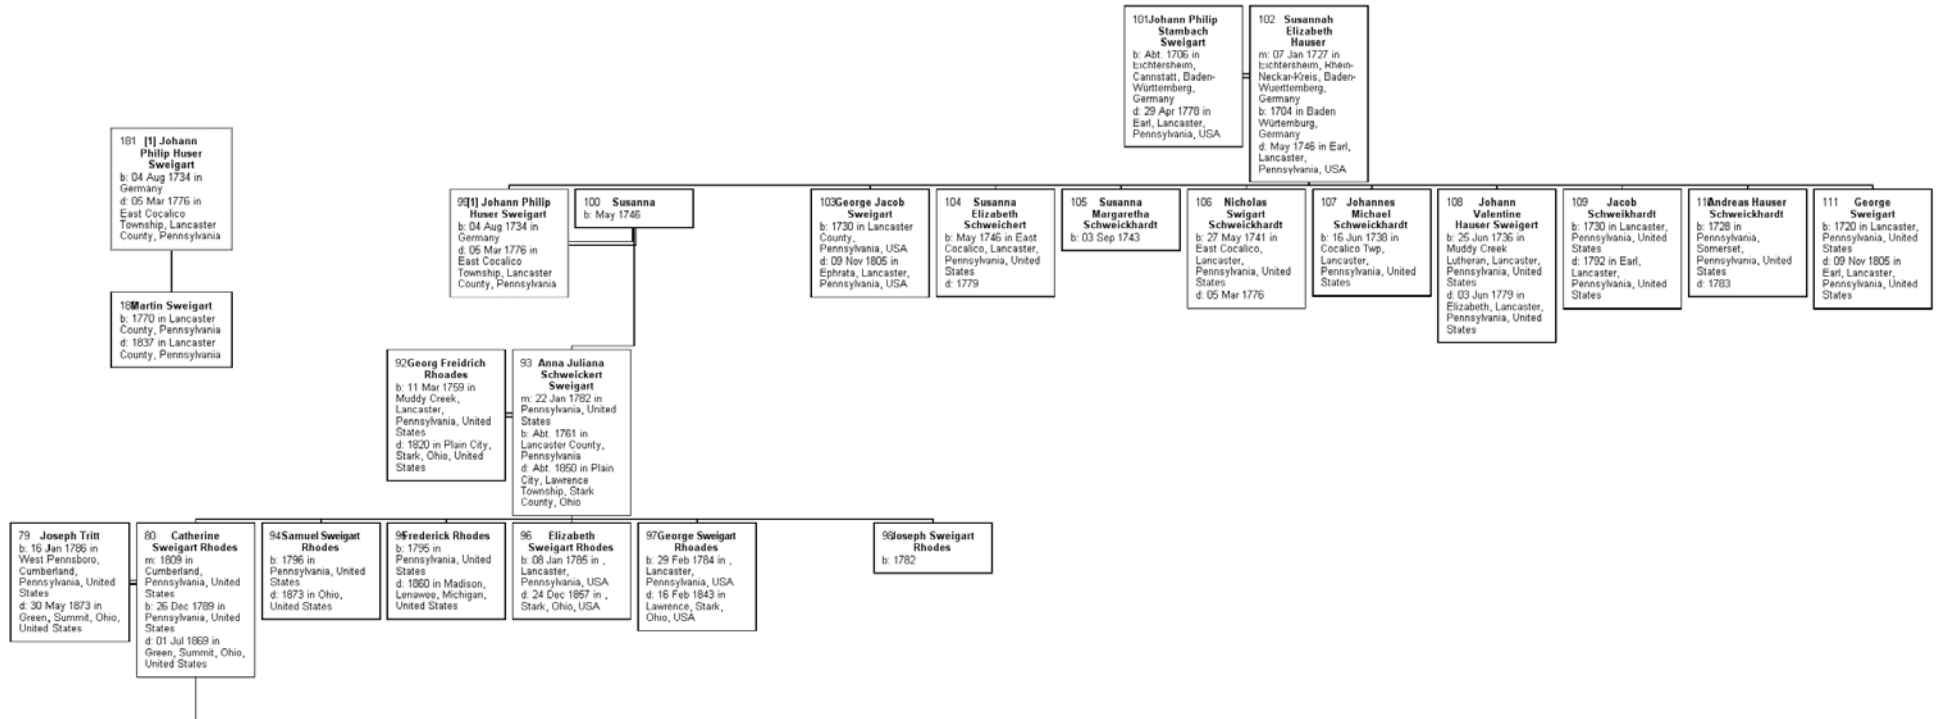 101Johann Philip
Stambach
Sweigart
b: Abt. 1706 in
Eichtersheim,
Cannstatt, Baden-
Württemberg,
Germany
d: 29 Apr 1778 in
Earl, Lancaster,
Pennsylvania, USA
102 Susannah
Elizabeth
Hauser
m: 07 Jan 1727 in
Eichtersheim, Rhein-
Neckar-Kreis, Baden-
Wuerttemberg,
Germany
b: 1704 in Baden
Würtemburg,
Germany
d: May 1746 in Earl,
Lancaster,
Pennsylvania, USA
181 [1] Johann
Philip Huser
Sweigart
b: 04 Aug 1734 in
Germany
d: 05 Mar 1776 in
East Cocalico
Township, Lancaster
County, Pennsylvania
99[1] Johann Philip
Huser Sweigart
b: 04 Aug 1734 in
Germany
d: 05 Mar 1776 in
East Cocalico
Township, Lancaster
County, Pennsylvania
100 Susanna
b: May 1746
103George Jacob
Sweigart
b: 1730 in Lancaster
County,
Pennsylvania, USA
d: 09 Nov 1805 in
Ephrata, Lancaster,
Pennsylvania, USA
104 Susanna
Elizabeth
Schweichert
b: May 1746 in East
Cocalico, Lancaster,
Pennsylvania, United
States
d: 1779
105 Susanna
Margaretha
Schweickhardt
b: 03 Sep 1743
106 Nicholas
Swigart
Schweickhardt
b: 27 May 1741 in
East Cocalico,
Lancaster,
Pennsylvania, United
States
d: 05 Mar 1776
107 Johannes
Michael
Schweickhardt
b: 16 Jun 1738 in
Cocalico Twp,
Lancaster,
Pennsylvania, United
States
108 Johann
Valentine
Hauser Sweigert
b: 25 Jun 1736 in
Muddy Creek
Lutheran, Lancaster,
Pennsylvania, United
States
d: 03 Jun 1779 in
Elizabeth, Lancaster,
Pennsylvania, United
States
109 Jacob
Schweikhardt
b: 1730 in Lancaster,
Pennsylvania, United
States
d: 1792 in Earl,
Lancaster,
Pennsylvania, United
States
110Andreas Hauser
Schweickhardt
b: 1728 in
Pennsylvania,
Somerset,
Pennsylvania, United
States
d: 1783
111 George
Sweigart
b: 1720 in Lancaster,
Pennsylvania, United
States
d: 09 Nov 1805 in
Earl, Lancaster,
Pennsylvania, United
States
Martin Sweigart
b: 1770 in Lancaster
County, Pennsylvania
d: 1837 in Lancaster
County, Pennsylvania
92Georg Freidrich
Rhoades
b: 11 Mar 1759 in
Muddy Creek,
Lancaster,
Pennsylvania, United
States
d: 1820 in Plain City,
Stark, Ohio, United
States
93 Anna Juliana
Schweickert
Sweigart
m: 22 Jan 1782 in
Pennsylvania, United
States
b: Abt. 1761 in
Lancaster County,
Pennsylvania
d: Abt. 1850 in Plain
City, Lawrence
Township, Stark
County, Ohio
79 Joseph Tritt
b: 16 Jan 1786 in
West Pennsboro,
Cumberland,
Pennsylvania, United
States
d: 30 May 1873 in
Green, Summit, Ohio,
United States
80 Catherine
Sweigart Rhodes
m: 1809 in
Cumberland,
Pennsylvania, United
States
b: 26 Dec 1789 in
Pennsylvania, United
States
d: 01 Jul 1869 in
Green, Summit, Ohio,
United States
94Samuel Sweigart
Rhodes
b: 1796 in
Pennsylvania, United
States
d: 1873 in Ohio,
United States
95Frederick Rhodes
b: 1795 in
Pennsylvania, United
States
d: 1860 in Madison,
Lenawee, Michigan,
United States
96 Elizabeth
Sweigart Rhodes
b: 08 Jan 1785 in ,
Lancaster,
Pennsylvania, USA
d: 24 Dec 1857 in ,
Stark, Ohio, USA
97George Sweigart
Rhoades
b: 29 Feb 1784 in ,
Lancaster,
Pennsylvania, USA
d: 16 Feb 1843 in
Lawrence, Stark,
Ohio, USA
98Joseph Sweigart
Rhodes
b: 1782